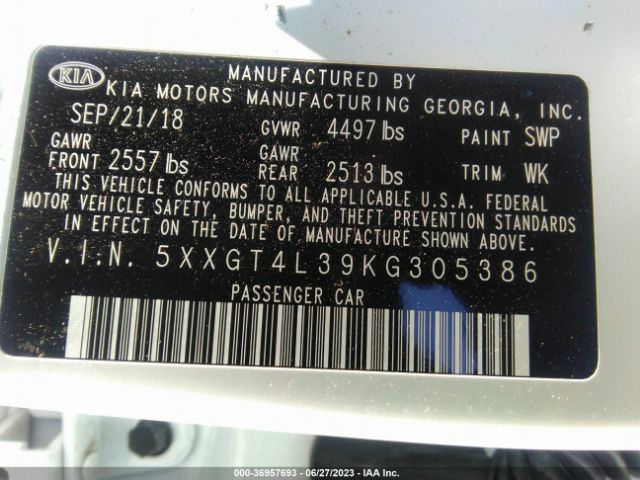 MANUFACTURED BY
KIA KIA MOTORS MANUFACTURING GEORGIA, INC.
SEP/21/18 GVWR 4497 lbs PAINT SWP
GAWR FRONT 2557 lbs GAWR REAR 2513 lbs TRIM WK
THIS VEHICLE CONFORMS TO ALL APPLICABLE U.S.A. FEDERAL
MOTOR VEHICLE SAFETY, BUMPER, AND THEFT PREVENTION STANDARDS
IN EFFECT ON THE DATE OF MANUFACTURE SHOWN ABOVE.
V.I.N. 5XXGT4L39KG305386
PASSENGER CAR
000-36957693 - 06/27/2023 - IAA Inc.